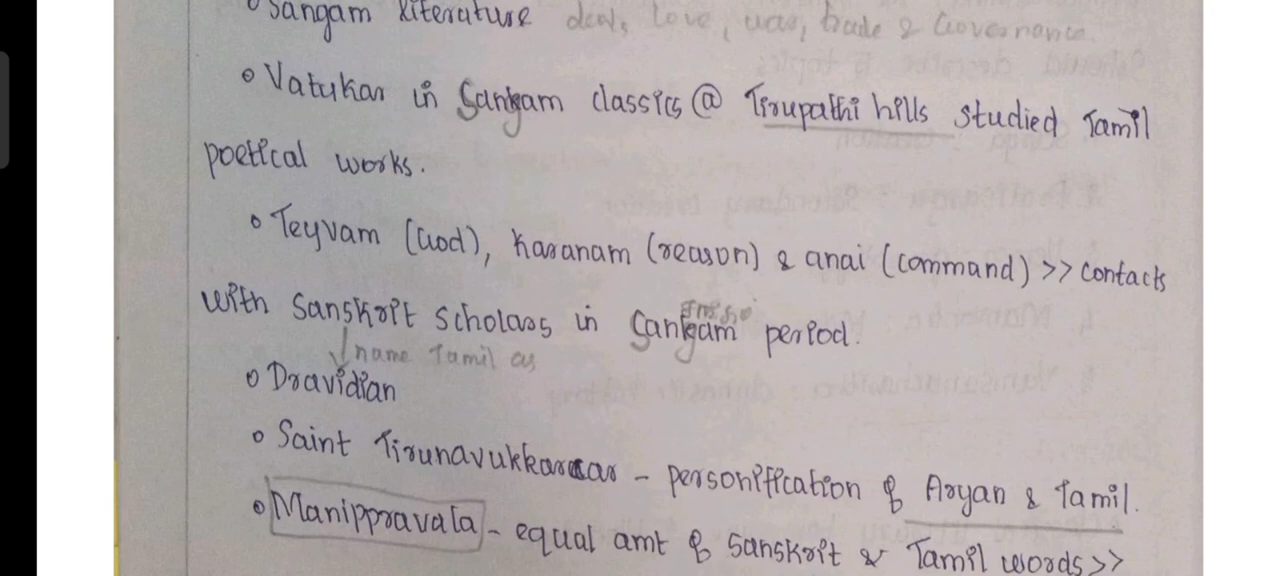 o Sangam literature deals love, war, trade & Governance.
o Vatukar in Sangam classics @ Tirupathi hills studied Tamil
poetical works.
o Teyvam (God), karanam (reason) & anai (command) >> contacts
with Sanskrit scholars in Sangam period.
↓ name Tamil as
o Dravidian
o Saint Tirunavukkarasar - personification of Aryan & Tamil.
o Manippravala - equal amt of Sanskrit & Tamil words >>